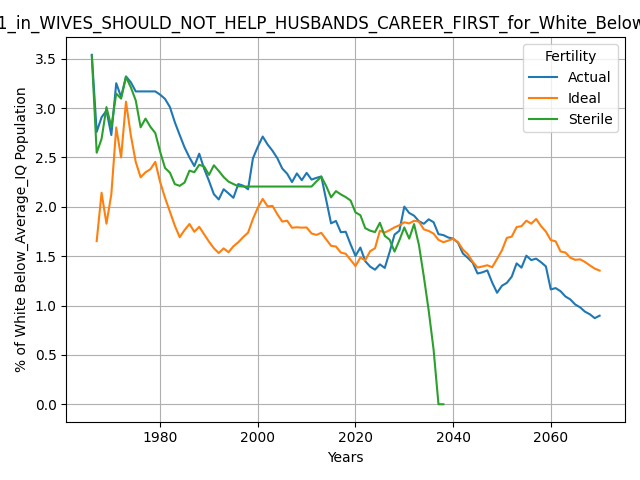 1_in_WIVES_SHOULD_NOT_HELP_HUSBANDS_CAREER_FIRST_for_White_Below
Fertility
Actual
Ideal
Sterile
% of White Below_Average_IQ Population
3.5
3.0
2.5
2.0
1.5
1.0
0.5
0.0
1980 2000 2020 2040 2060
Years